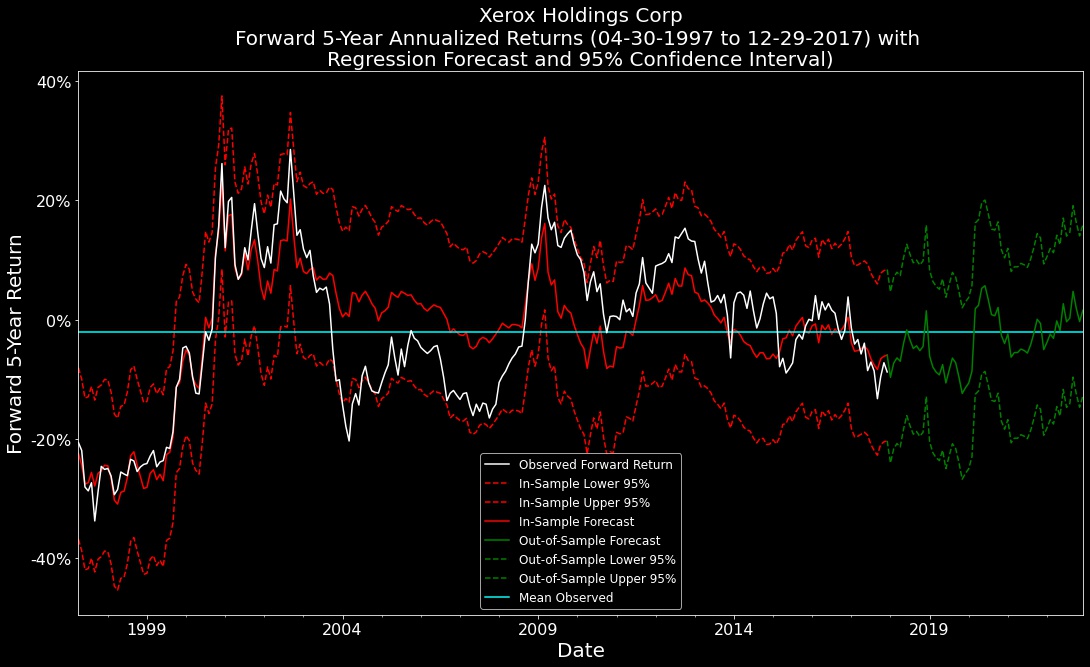 Xerox Holdings Corp
Forward 5-Year Annualized Returns (04-30-1997 to 12-29-2017) with
Regression Forecast and 95% Confidence Interval)
Forward 5-Year Return
40%
20%
0%
-20%
-40%
Observed Forward Return
In-Sample Lower 95%
In-Sample Upper 95%
In-Sample Forecast
Out-of-Sample Forecast
Out-of-Sample Lower 95%
Out-of-Sample Upper 95%
Mean Observed
1999 2004 2009 2014 2019
Date